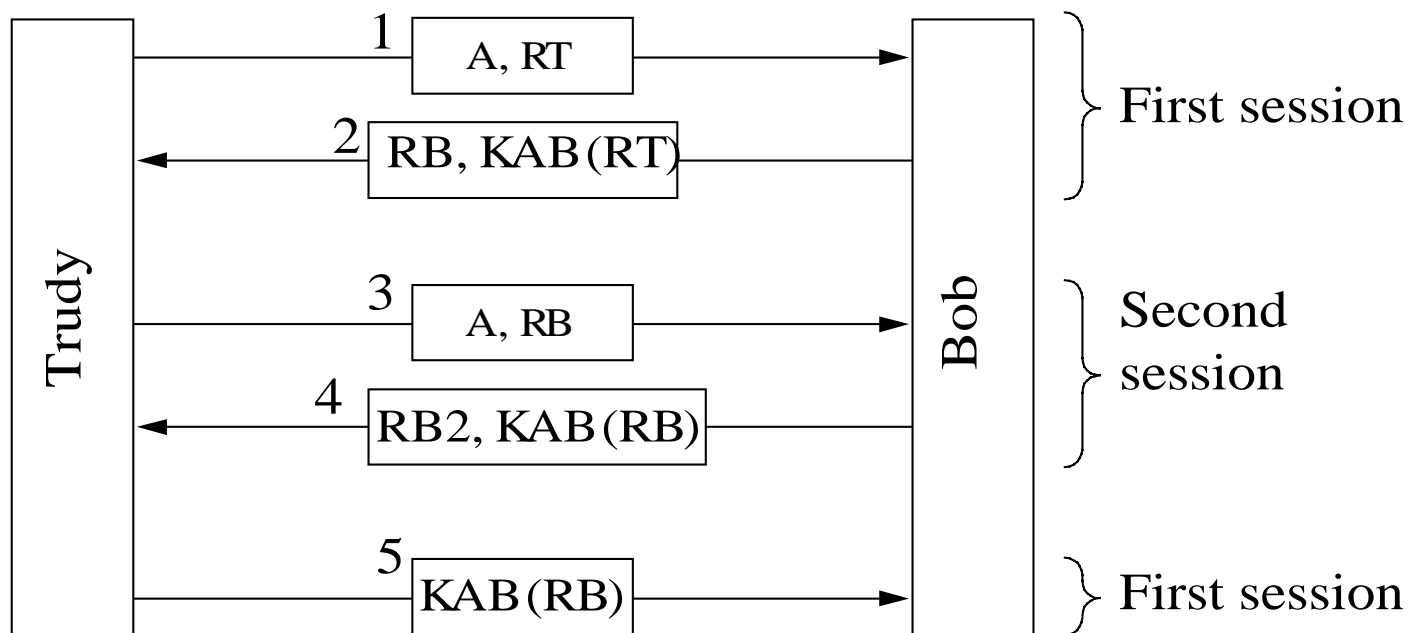 1
A, RT
First session
2
RB, KAB(RT)
Trudy
Bob
3
A, RB
Second
session
4
RB2, KAB(RB)
5
KAB(RB)
First session